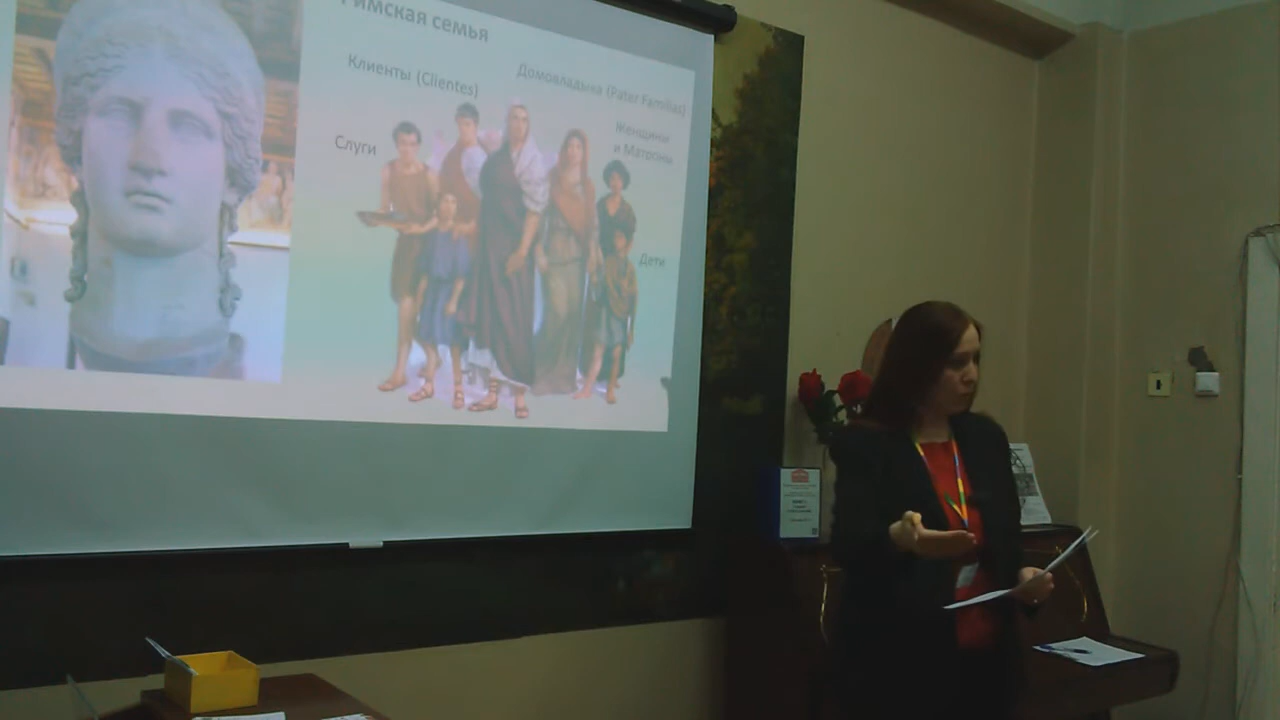 Римская семья
Клиенты (Clientes)
Домовладыка (Pater Familias)
Женщины
и Матроны
Слуги
Дети